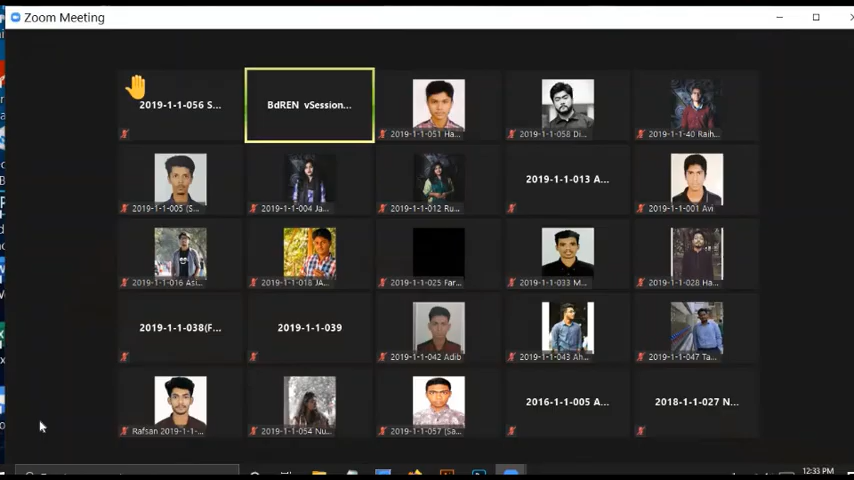 Zoom Meeting
2019-1-1-056 S...
BdREN vSession...
2019-1-1-051 Ha...
2019-1-1-058 Di...
2019-1-1-40 Raih...
2019-1-1-005 (S...
2019-1-1-004 Ja...
2019-1-1-012 Ru...
2019-1-1-013 A...
2019-1-1-001 Avi
2019-1-1-016 Asi...
2019-1-1-018 JA...
2019-1-1-025 Far...
2019-1-1-033 M...
2019-1-1-028 Ha...
2019-1-1-038(F...
2019-1-1-039
2019-1-1-042 Adib
2019-1-1-043 Ah...
2019-1-1-047 Ta...
Rafsan 2019-1-1-...
2019-1-1-054 Nu...
2019-1-1-057 (Sa...
2016-1-1-005 A...
2018-1-1-027 N...
12:33 PM